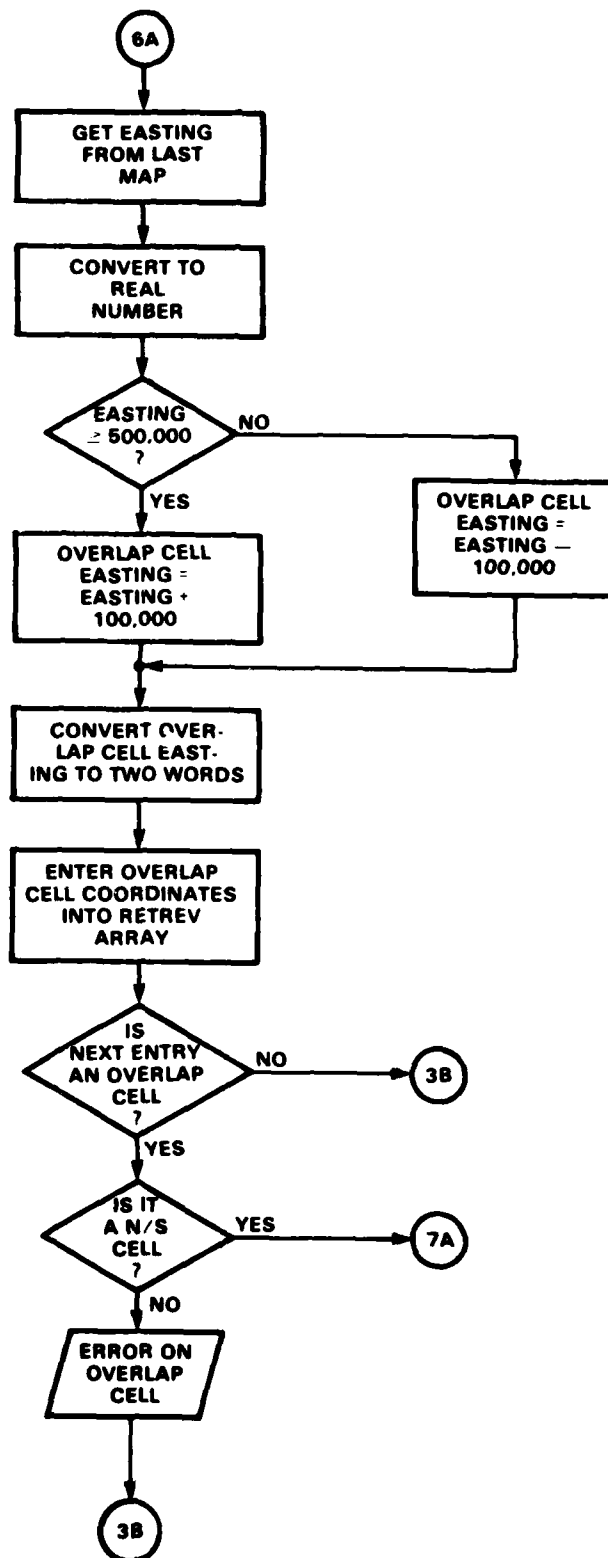 6A
GET EASTING
FROM LAST
MAP
CONVERT TO
REAL
NUMBER
EASTING
≥ 500,000
?
NO
YES
OVERLAP CELL
EASTING =
EASTING +
100,000
OVERLAP CELL
EASTING =
EASTING —
100,000
CONVERT OVER-
LAP CELL EAST-
ING TO TWO WORDS
ENTER OVERLAP
CELL COORDINATES
INTO RETREV
ARRAY
IS
NEXT ENTRY
AN OVERLAP
CELL
?
NO
3B
YES
IS IT
A N/S
CELL
?
YES
7A
NO
ERROR ON
OVERLAP
CELL
3B